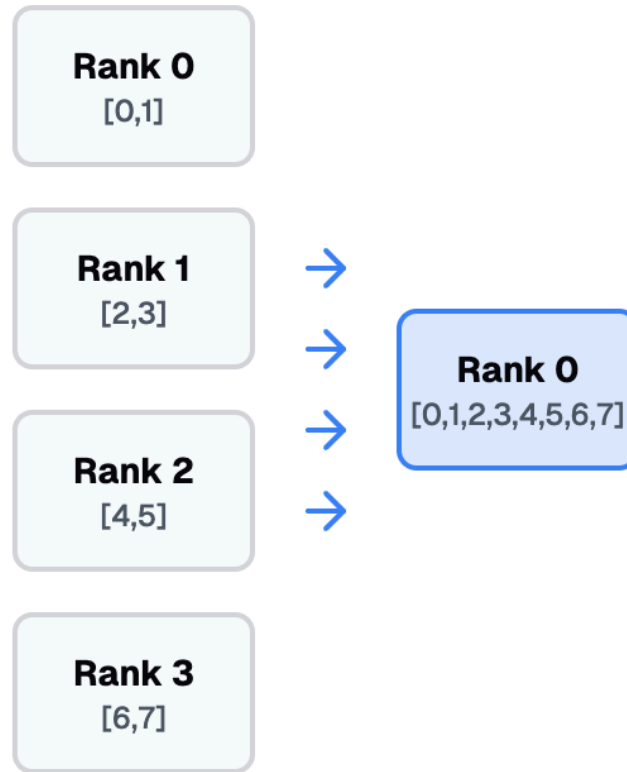 Rank 0
[0,1]
Rank 1
[2,3]
Rank 2
[4,5]
Rank 3
[6,7]
Rank 0
[0,1,2,3,4,5,6,7]